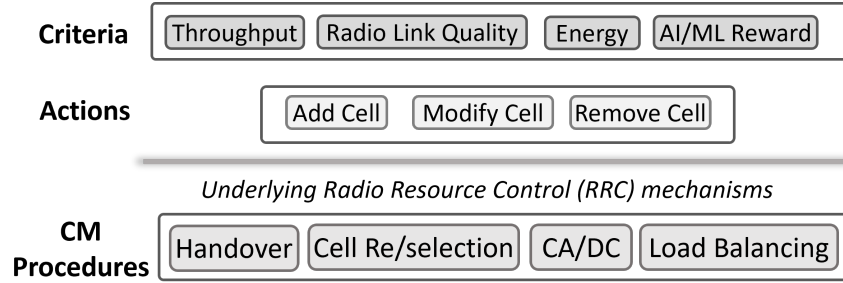 Criteria Throughput Radio Link Quality Energy AI/ML Reward
Actions Add Cell Modify Cell Remove Cell
Underlying Radio Resource Control (RRC) mechanisms
CM
Procedures Handover Cell Re/selection CA/DC Load Balancing